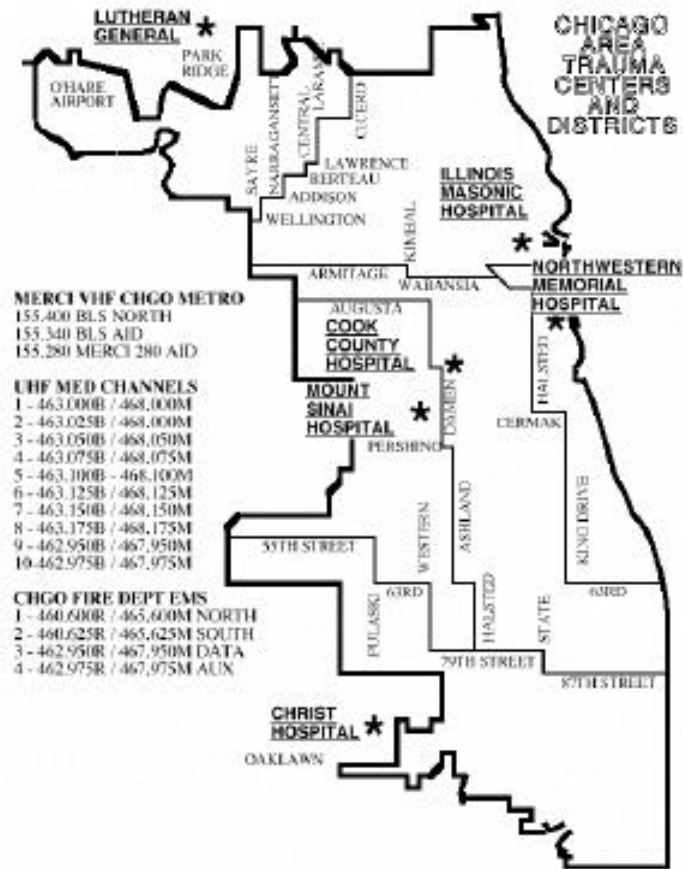 LUTHERAN
GENERAL
CHICAGO
AREA
TRAUMA
CENTERS
AND
DISTRICTS
PARK
RIDGE
O'HARE
AIRPORT
SAYRE
NARRAGANSETT
CENTRAL
CICERO
LAWRENCE
BERTEAU
ADDISON
WELLINGTON
ILLINOIS
MASONIC
HOSPITAL
KIMBAL
ARMITAGE
WABANSIA
NORTHWESTERN
MEMORIAL
HOSPITAL
MERCI VHF CHGO METRO
155.400 BLS NORTH
155.340 BLS AID
155.280 MERCI 280 AID
AUGUSTA
COOK
COUNTY
HOSPITAL
MOUNT
SINAI
HOSPITAL
DAMEN
HALSTED
CERMAK
PERSHING
UHF MED CHANNELS
1 - 463.000B / 468.000M
2 - 463.025B / 468.000M
3 - 463.050B / 468.050M
4 - 463.075B / 468.075M
5 - 463.100B - 468.100M
6 - 463.125B / 468.125M
7 - 463.150B / 468.150M
8 - 463.175B / 468.175M
9 - 462.950B / 467.950M
10- 462.975B / 467.975M
WESTERN
ASHLAND
KING DRIVE
55TH STREET
PULASKI
63RD
HALSTED
STATE
63RD
79TH STREET
87TH STREET
CHGO FIRE DEPT EMS
1 - 460.600R / 465.600M NORTH
2 - 460.625R / 465.625M SOUTH
3 - 462.950R / 467.950M DATA
4 - 462.975R / 467.975M AUX
CHRIST
HOSPITAL
OAKLAWN